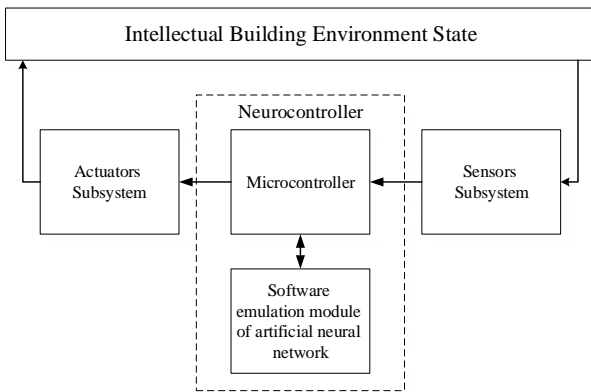 Intellectual Building Environment State
Neurocontroller
Actuators
Subsystem
Microcontroller
Sensors
Subsystem
Software
emulation module
of artificial neural
network